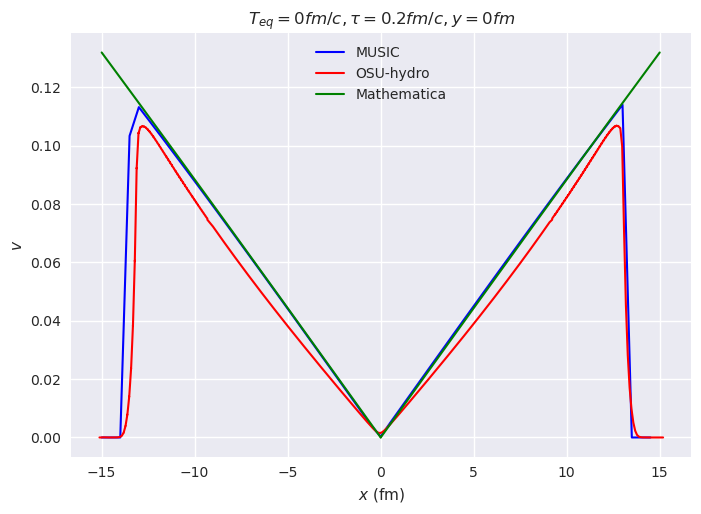 T_eq = 0fm/c, τ = 0.2fm/c, y = 0fm
MUSIC
OSU-hydro
Mathematica
0.12
0.10
0.08
0.06
0.04
0.02
0.00
v
−15 −10 −5 0 5 10 15
x (fm)